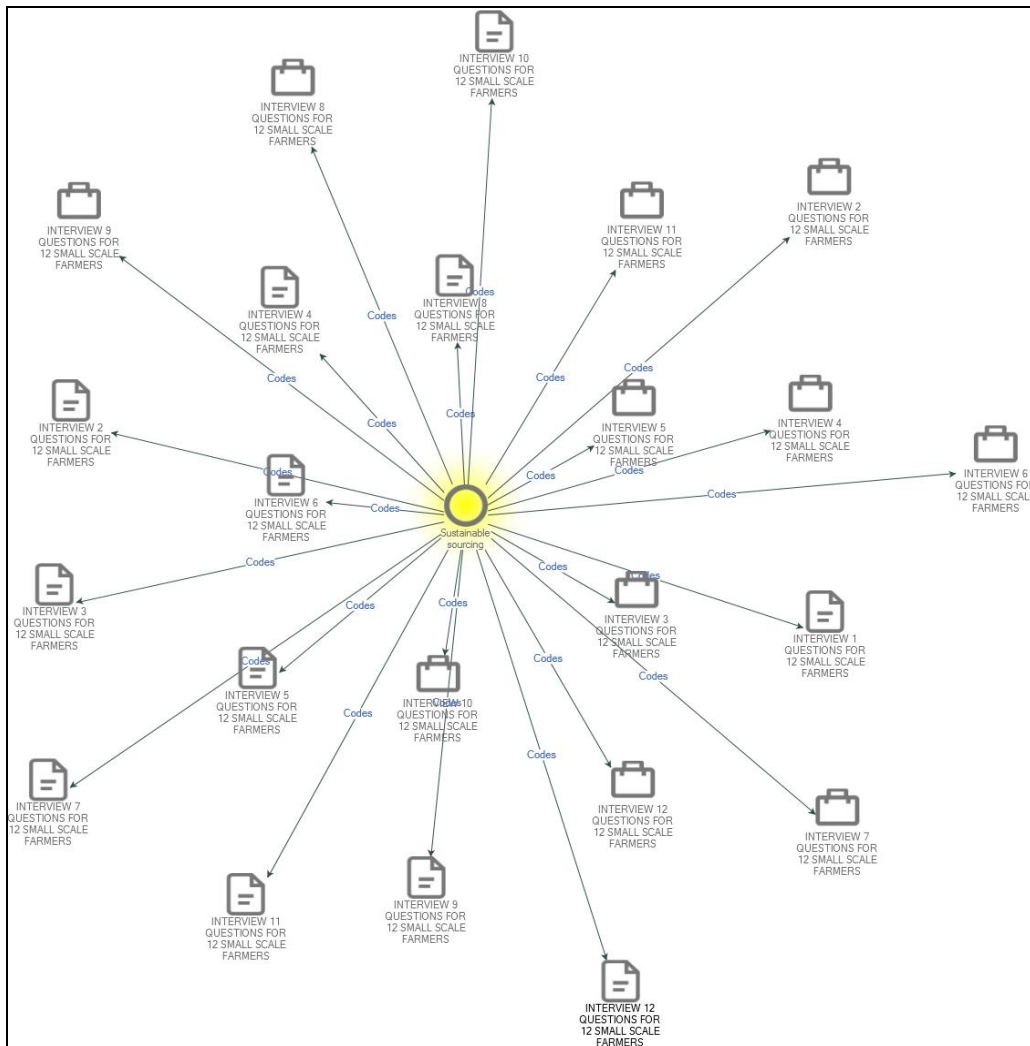 INTERVIEW 10
QUESTIONS FOR
12 SMALL SCALE
FARMERS
INTERVIEW 8
QUESTIONS FOR
12 SMALL SCALE
FARMERS
INTERVIEW 2
QUESTIONS FOR
12 SMALL SCALE
FARMERS
INTERVIEW 11
QUESTIONS FOR
12 SMALL SCALE
FARMERS
INTERVIEW 9
QUESTIONS FOR
12 SMALL SCALE
FARMERS
INTERVIEW 4
QUESTIONS FOR
12 SMALL SCALE
FARMERS
INTERVIEW 8
QUESTIONS FOR
12 SMALL SCALE
FARMERS
Codes
Codes
Codes
Codes
Codes
Codes
Codes
INTERVIEW 2
QUESTIONS FOR
12 SMALL SCALE
FARMERS
INTERVIEW 5
QUESTIONS FOR
12 SMALL SCALE
FARMERS
INTERVIEW 4
QUESTIONS FOR
12 SMALL SCALE
FARMERS
INTERVIEW 6
QUESTIONS FOR
12 SMALL SCALE
FARMERS
Codes
Codes
Codes
Codes
Codes
INTERVIEW 6
QUESTIONS FOR
12 SMALL SCALE
FARMERS
Sustainable
sourcing
Codes
Codes
Codes
Codes
Codes
INTERVIEW 3
QUESTIONS FOR
12 SMALL SCALE
FARMERS
INTERVIEW 3
QUESTIONS FOR
12 SMALL SCALE
FARMERS
INTERVIEW 1
QUESTIONS FOR
12 SMALL SCALE
FARMERS
Codes
Codes
Codes
INTERVIEW 5
QUESTIONS FOR
12 SMALL SCALE
FARMERS
INTERVIEW 10
QUESTIONS FOR
12 SMALL SCALE
FARMERS
Codes
Codes
Codes
INTERVIEW 7
QUESTIONS FOR
12 SMALL SCALE
FARMERS
INTERVIEW 12
QUESTIONS FOR
12 SMALL SCALE
FARMERS
INTERVIEW 7
QUESTIONS FOR
12 SMALL SCALE
FARMERS
INTERVIEW 11
QUESTIONS FOR
12 SMALL SCALE
FARMERS
INTERVIEW 9
QUESTIONS FOR
12 SMALL SCALE
FARMERS
INTERVIEW 12
QUESTIONS FOR
12 SMALL SCALE
FARMERS